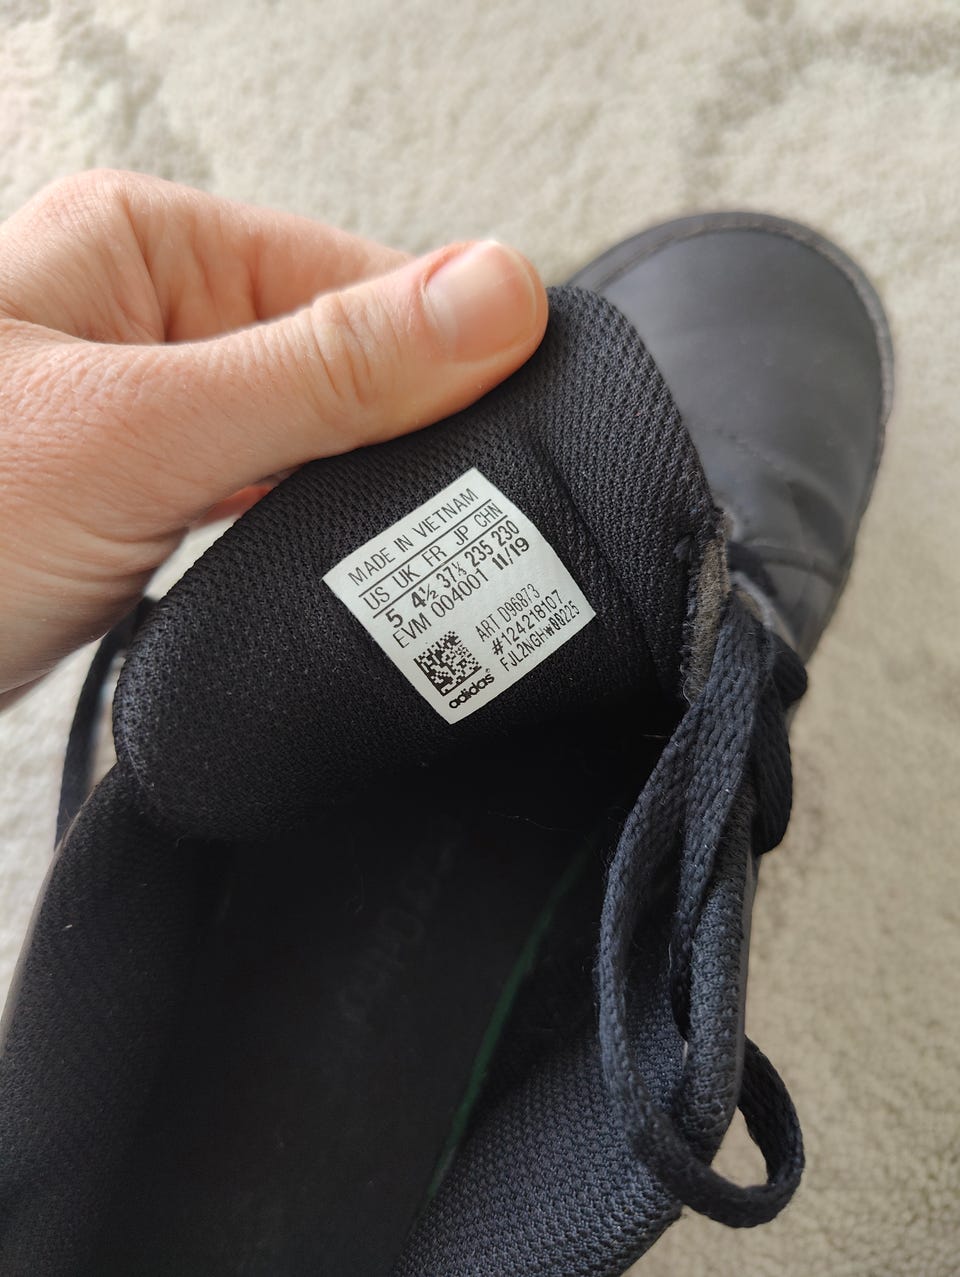 MADE IN VIETNAM
US UK FR JP CHN
5 4½ 37⅓ 235 230
EVM 004001 11/19
ART D96873
#124218107
FJL2NGH#00225
adidas